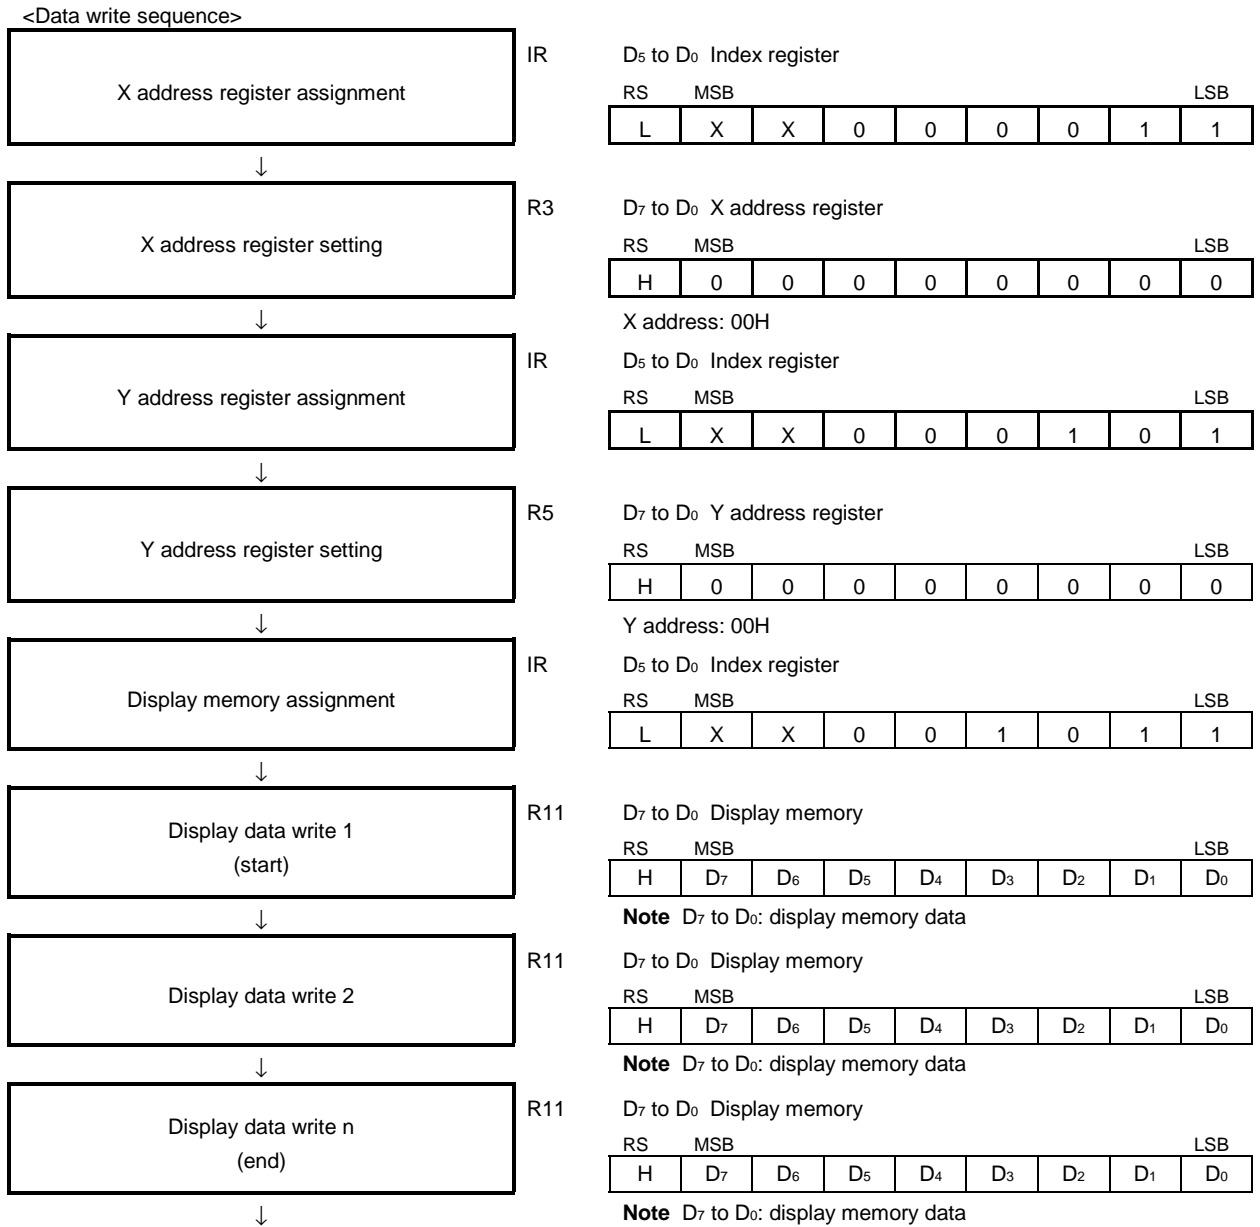 <Data write sequence>
X address register assignment
IR D5 to D0 Index register
RS MSB LSB
L X X 0 0 0 0 1 1
↓
X address register setting
R3 D7 to D0 X address register
RS MSB LSB
H 0 0 0 0 0 0 0 0
X address: 00H
↓
Y address register assignment
IR D5 to D0 Index register
RS MSB LSB
L X X 0 0 0 1 0 1
↓
Y address register setting
R5 D7 to D0 Y address register
RS MSB LSB
H 0 0 0 0 0 0 0 0
Y address: 00H
↓
Display memory assignment
IR D5 to D0 Index register
RS MSB LSB
L X X 0 0 1 0 1 1
↓
Display data write 1
(start)
R11 D7 to D0 Display memory
RS MSB LSB
H D7 D6 D5 D4 D3 D2 D1 D0
Note D7 to D0: display memory data
↓
Display data write 2
R11 D7 to D0 Display memory
RS MSB LSB
H D7 D6 D5 D4 D3 D2 D1 D0
Note D7 to D0: display memory data
↓
Display data write n
(end)
R11 D7 to D0 Display memory
RS MSB LSB
H D7 D6 D5 D4 D3 D2 D1 D0
Note D7 to D0: display memory data
↓